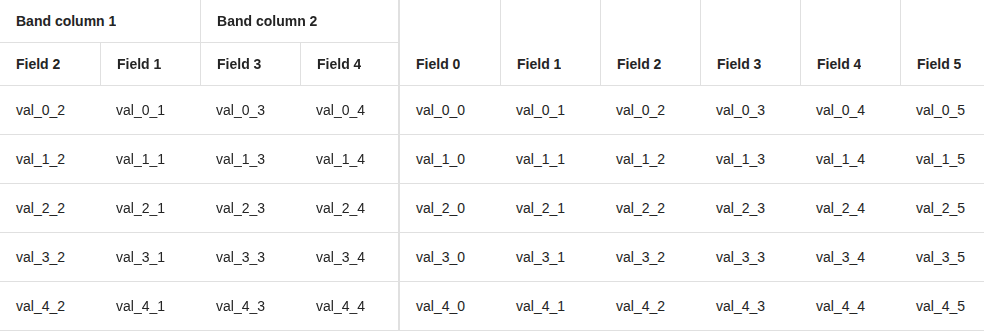 Band column 1 Band column 2
Field 2 Field 1 Field 3 Field 4 Field 0 Field 1 Field 2 Field 3 Field 4 Field 5
val_0_2 val_0_1 val_0_3 val_0_4 val_0_0 val_0_1 val_0_2 val_0_3 val_0_4 val_0_5
val_1_2 val_1_1 val_1_3 val_1_4 val_1_0 val_1_1 val_1_2 val_1_3 val_1_4 val_1_5
val_2_2 val_2_1 val_2_3 val_2_4 val_2_0 val_2_1 val_2_2 val_2_3 val_2_4 val_2_5
val_3_2 val_3_1 val_3_3 val_3_4 val_3_0 val_3_1 val_3_2 val_3_3 val_3_4 val_3_5
val_4_2 val_4_1 val_4_3 val_4_4 val_4_0 val_4_1 val_4_2 val_4_3 val_4_4 val_4_5